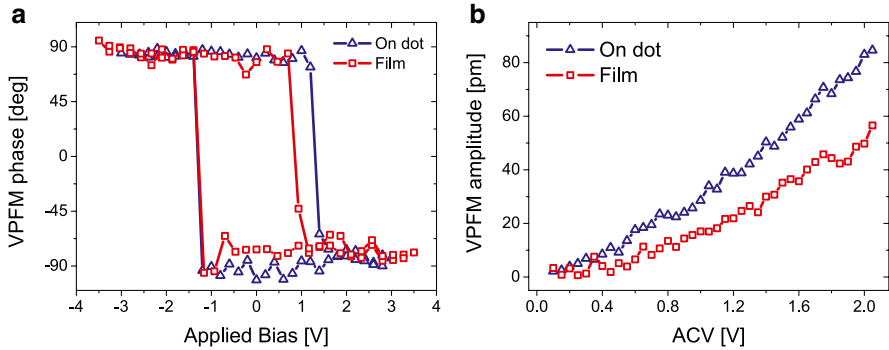 a
VPFM phase [deg]
90
45
0
-45
-90
-4 -3 -2 -1 0 1 2 3 4
Applied Bias [V]
On dot
Film
b
VPFM amplitude [pm]
80
60
40
20
0
0.0 0.4 0.8 1.2 1.6 2.0
ACV [V]
On dot
Film